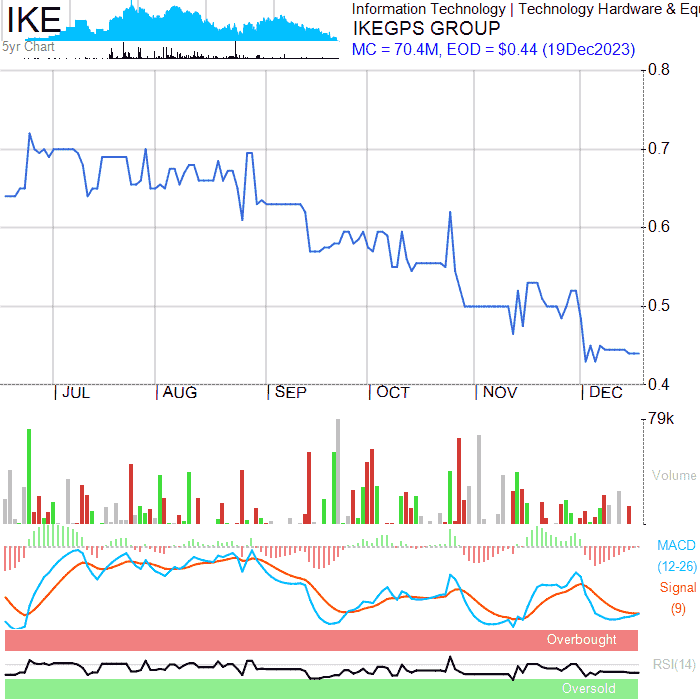 IKE
5yr Chart
Information Technology | Technology Hardware & Equ
IKEGPS GROUP
MC = 70.4M, EOD = $0.44 (19Dec2023)
0.8
0.7
0.6
0.5
0.4
JUL AUG SEP OCT NOV DEC
79k
Volume
MACD
(12-26)
Signal
(9)
Overbought
RSI(14)
Oversold